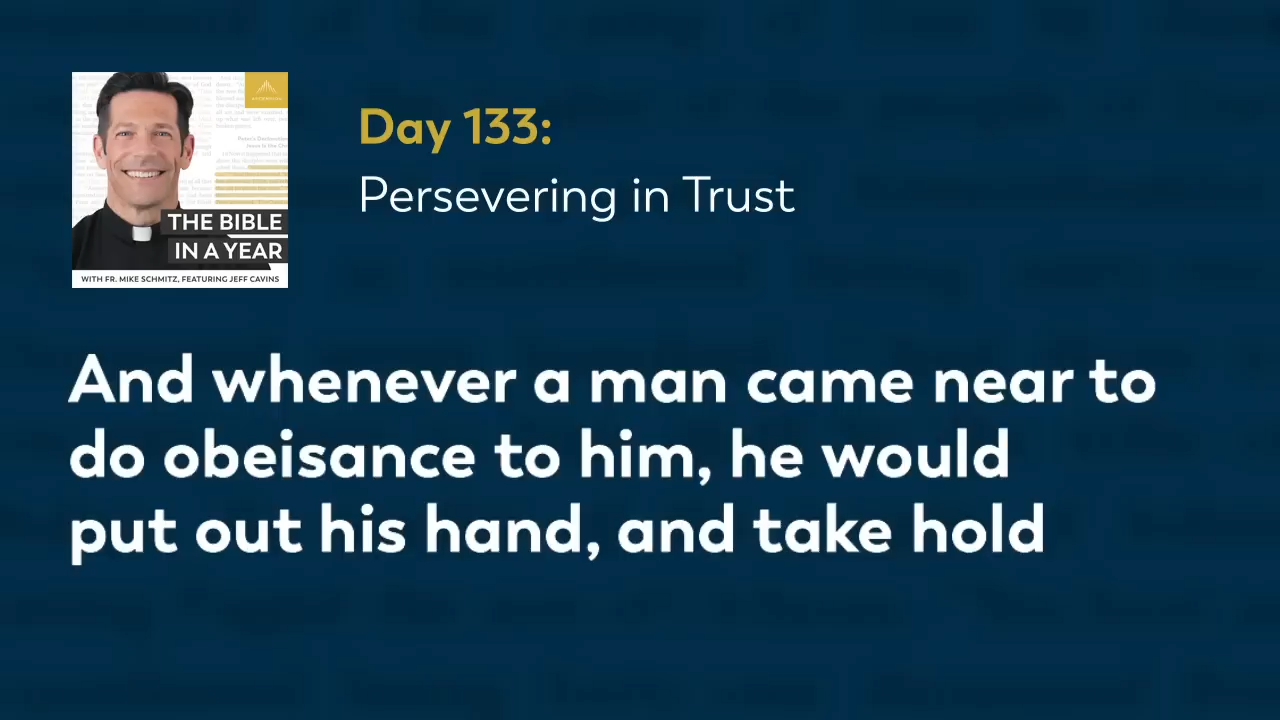 Day 133:
Persevering in Trust
THE BIBLE
IN A YEAR
WITH FR. MIKE SCHMITZ, FEATURING JEFF CAVINS
And whenever a man came near to
do obeisance to him, he would
put out his hand, and take hold